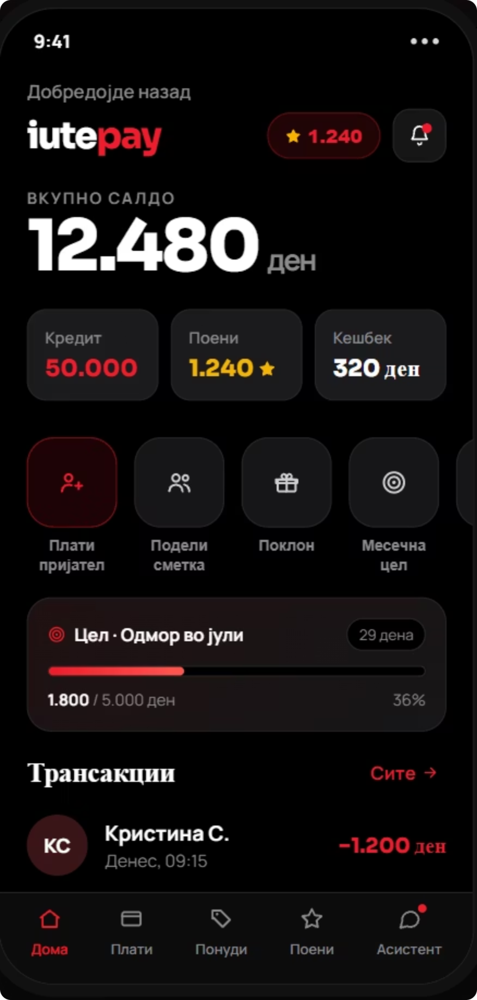 9:41
Добредојде назад
iutepay
1.240
ВКУПНО САЛДО
12.480 ден
Кредит
50.000
Поени
1.240
Кешбек
320 ден
Плати
пријател
Подели
сметка
Поклон
Месечна
цел
Цел · Одмор во јули
29 дена
1.800 / 5.000 ден
36%
Трансакции
Сите →
КС
Кристина С.
Денес, 09:15
−1.200 ден
Дома
Плати
Понуди
Поени
Асистент